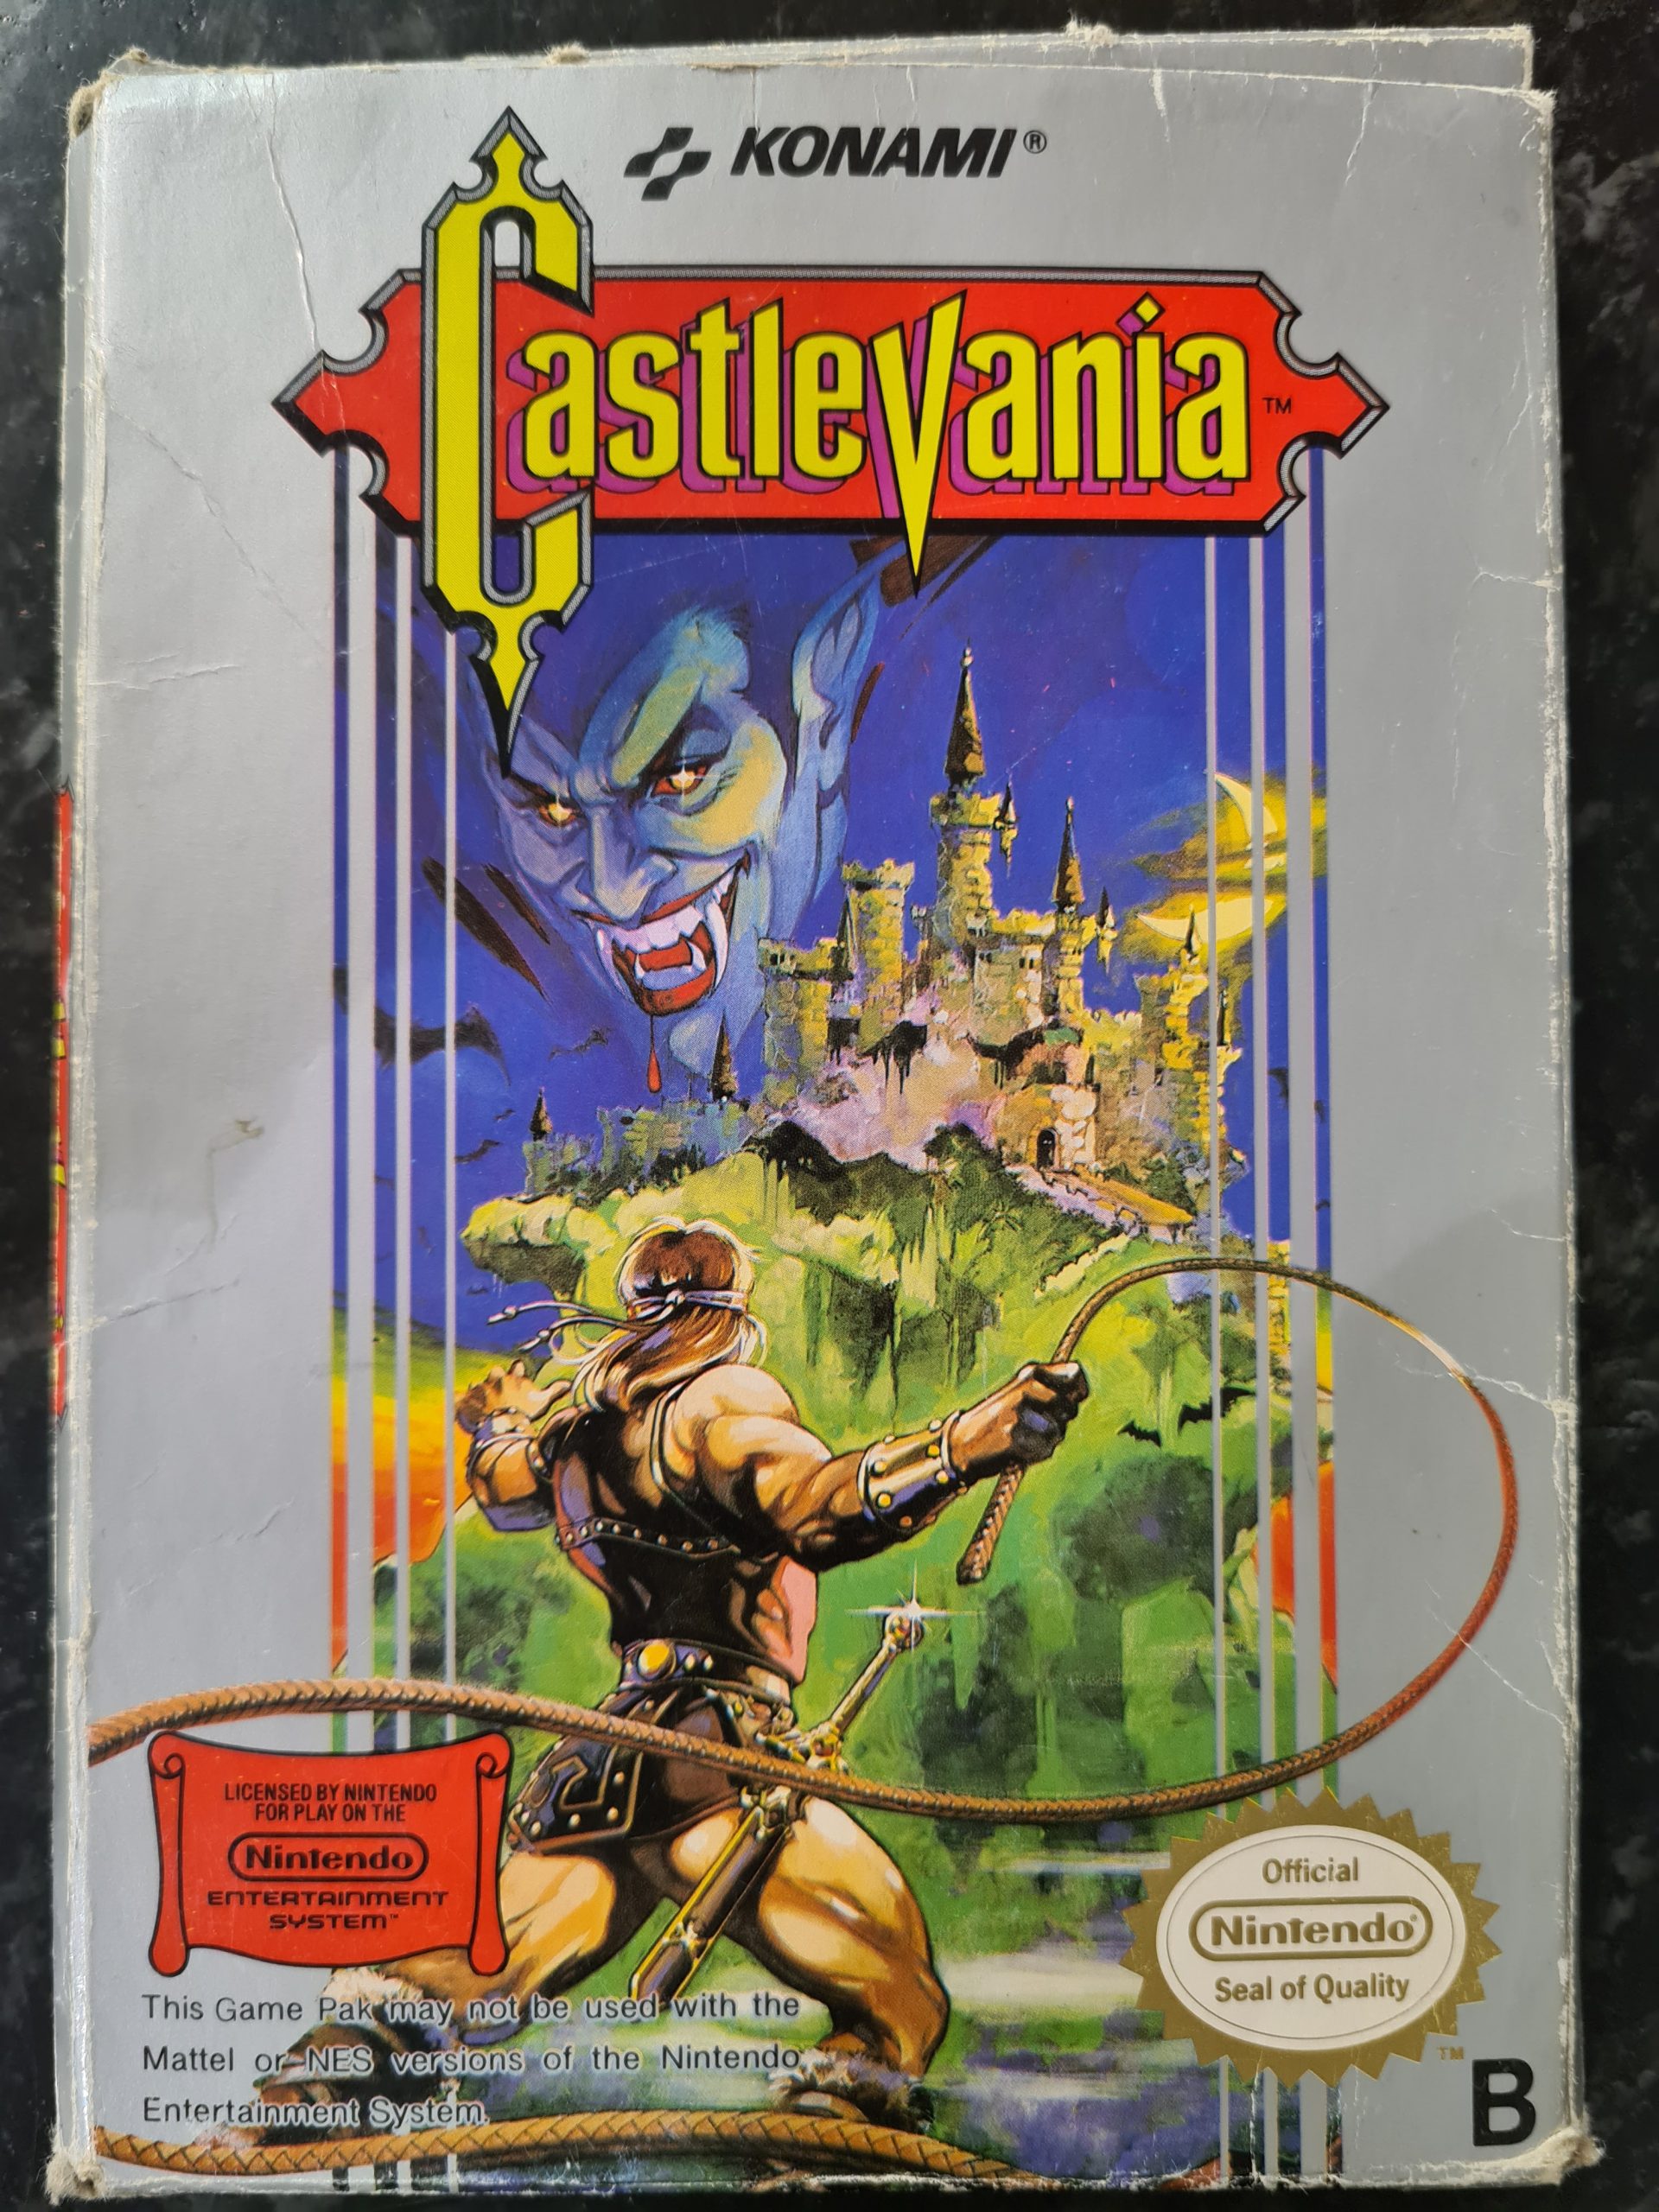 KONAMI®
Castlevania™
LICENSED BY NINTENDO
FOR PLAY ON THE
Nintendo
ENTERTAINMENT
SYSTEM™
This Game Pak may not be used with the
Mattel or NES versions of the Nintendo
Entertainment System.
Official
Nintendo®
Seal of Quality
TM
B